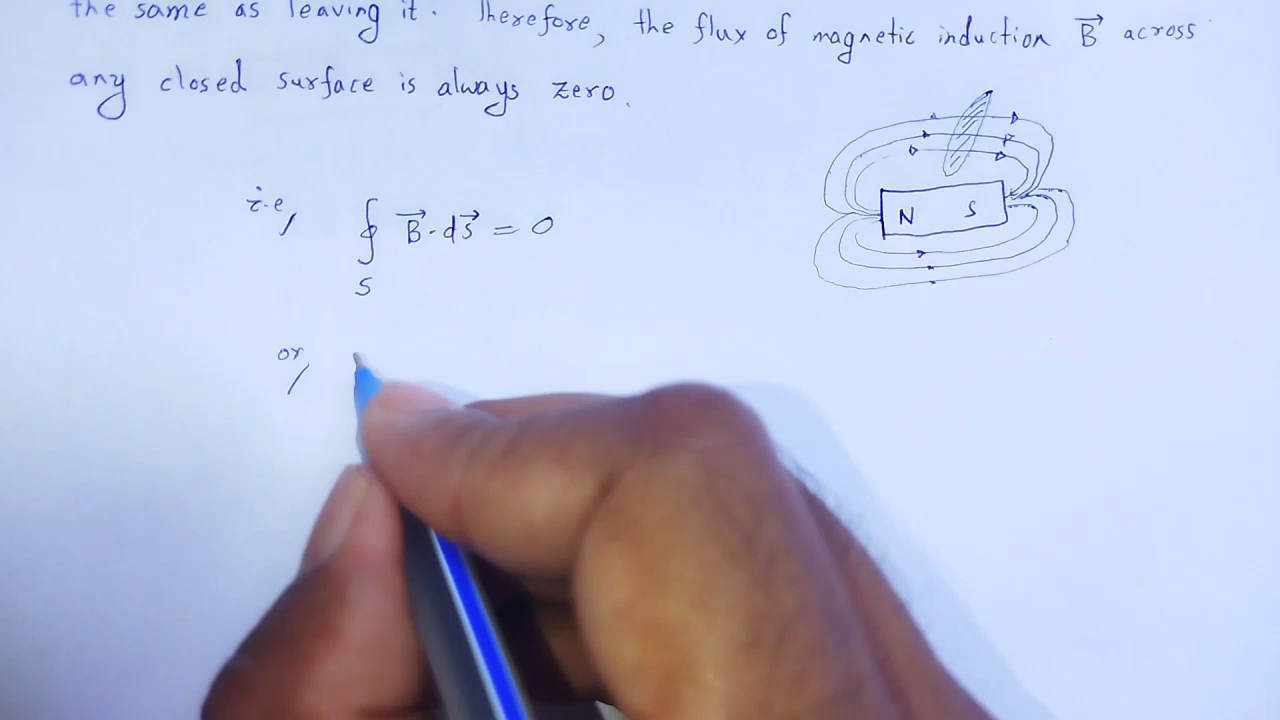 the same as leaving it. Therefore, the flux of magnetic induction B⃗ across
any closed surface is always zero.
i.e, ∮ B⃗·dS⃗ = 0
S
or,
N S